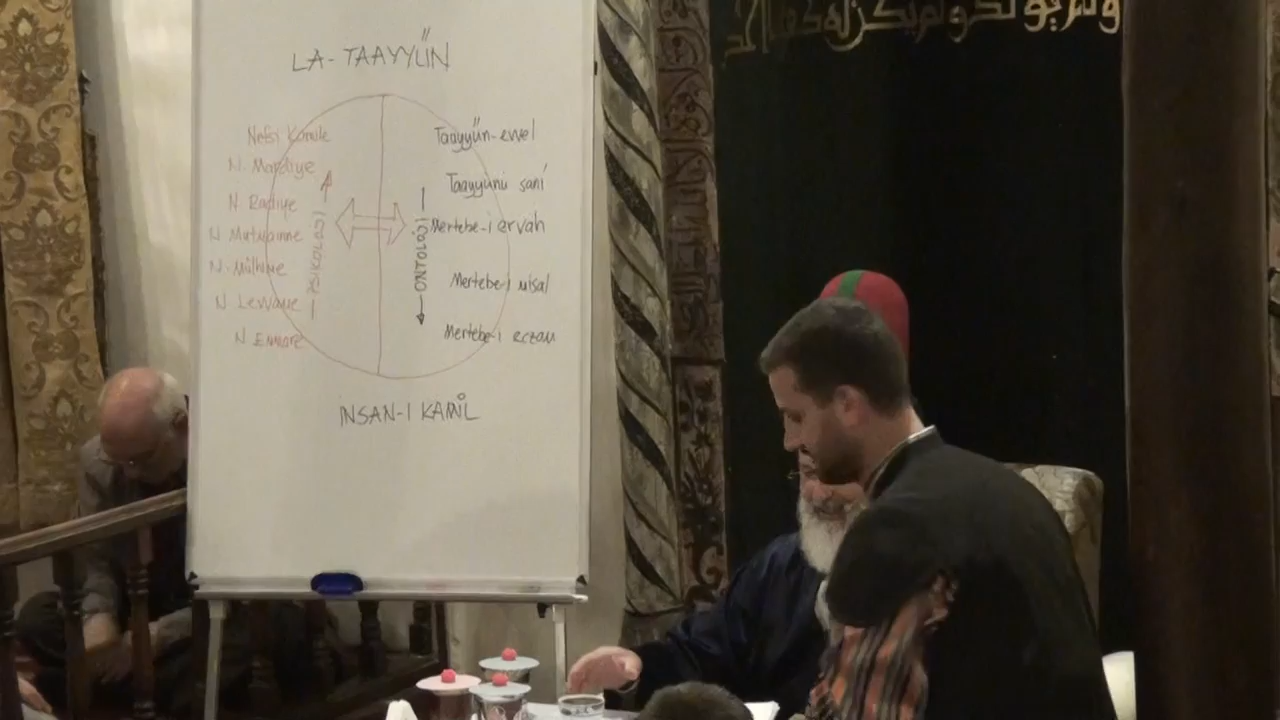 LA-TAAYYÜN
Nefsi Kamile
N. Mardiye
N. Radiye
N. Mutmainne
N. Mülhime
N. Levvame
N. Emmare
PSİKOLOJİ
ONTOLOJİ
Taayyün-evvel
Taayyünü sani
Mertebe-i ervah
Mertebe-i misal
Mertebe-i eczam
İNSAN-I KAMİL